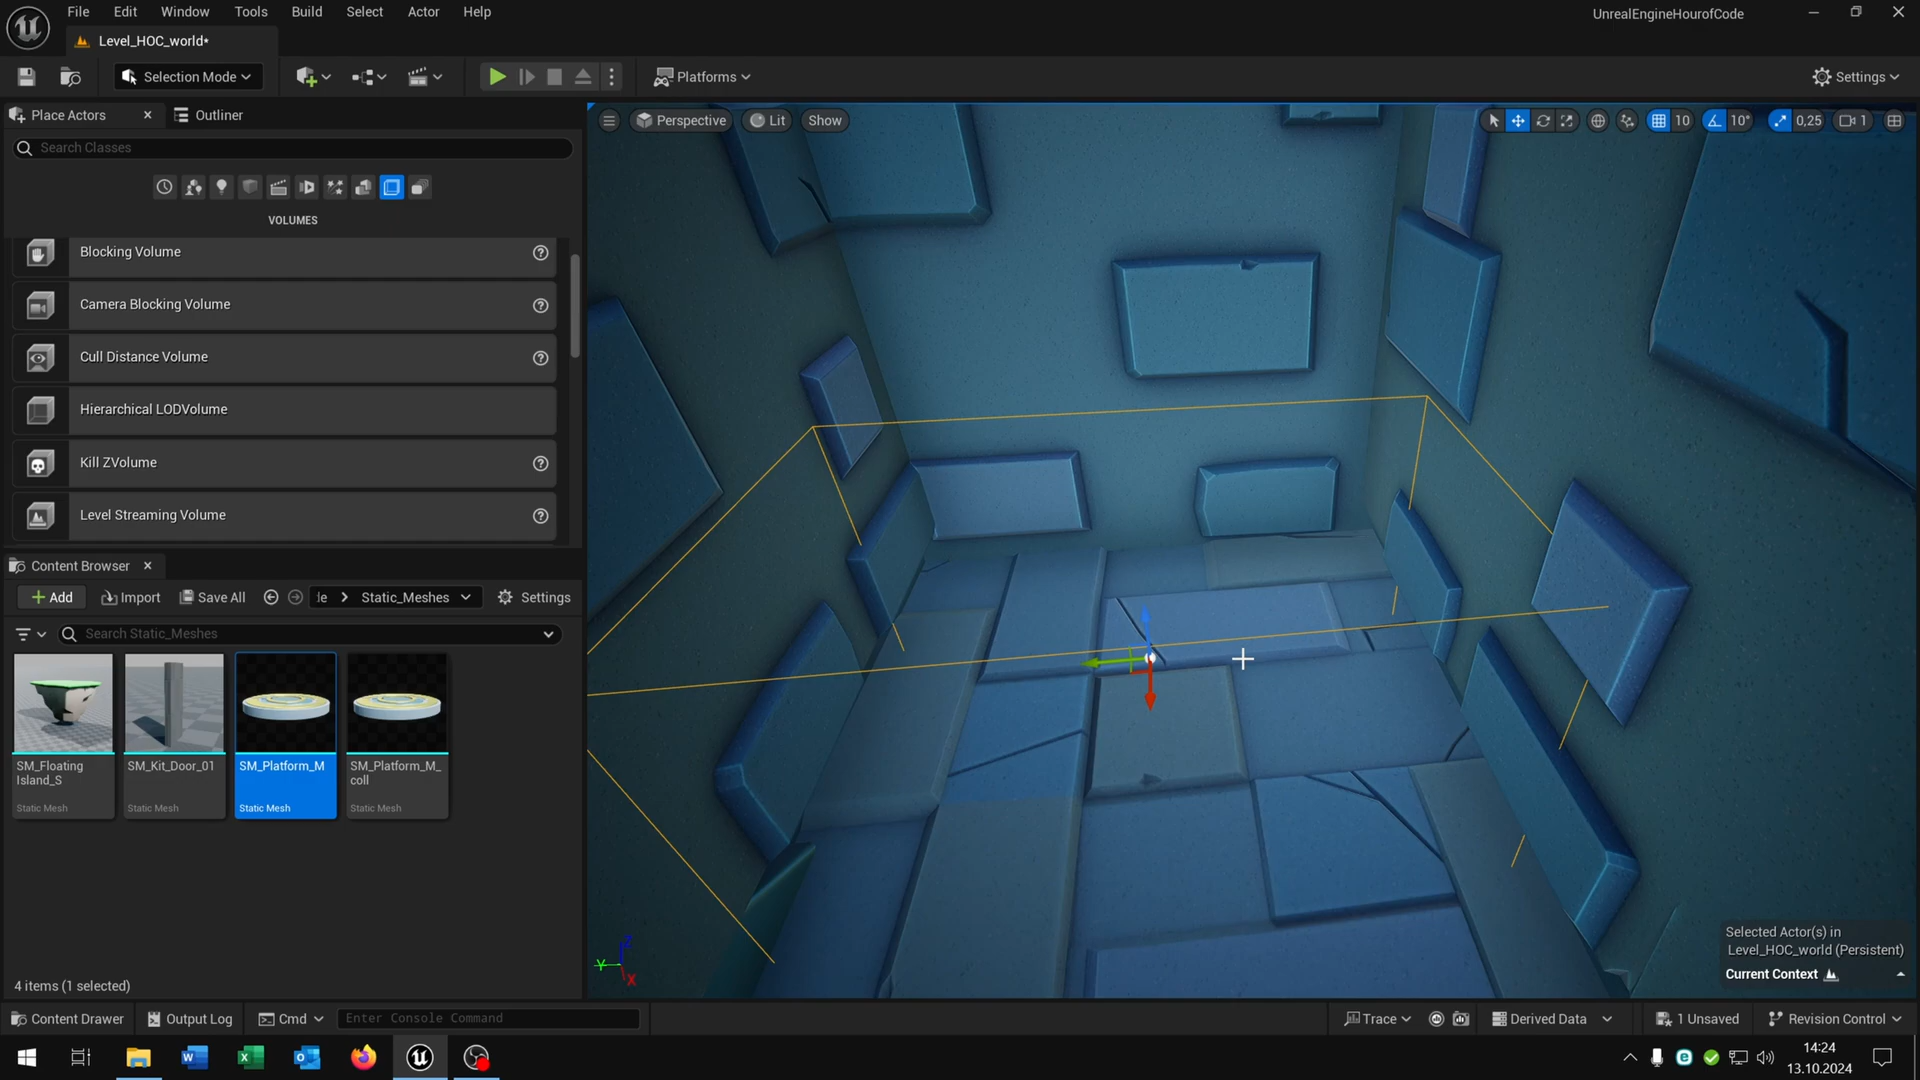 File Edit Window Tools Build Select Actor Help
UnrealEngineHourofCode
Level_HOC_world*
Selection Mode
Platforms
Settings
Place Actors
Outliner
Search Classes
VOLUMES
Blocking Volume
Camera Blocking Volume
Cull Distance Volume
Hierarchical LODVolume
Kill ZVolume
Level Streaming Volume
Perspective Lit Show
10 10° 0,25 1
Content Browser
Add Import Save All le > Static_Meshes Settings
Search Static_Meshes
SM_Floating
Island_S
Static Mesh
SM_Kit_Door_01
Static Mesh
SM_Platform_M
Static Mesh
SM_Platform_M_
coll
Static Mesh
Z
Y
X
Selected Actor(s) in
Level_HOC_world (Persistent)
Current Context
4 items (1 selected)
Content Drawer Output Log Cmd Enter Console Command Trace Derived Data 1 Unsaved Revision Control
14:24
13.10.2024